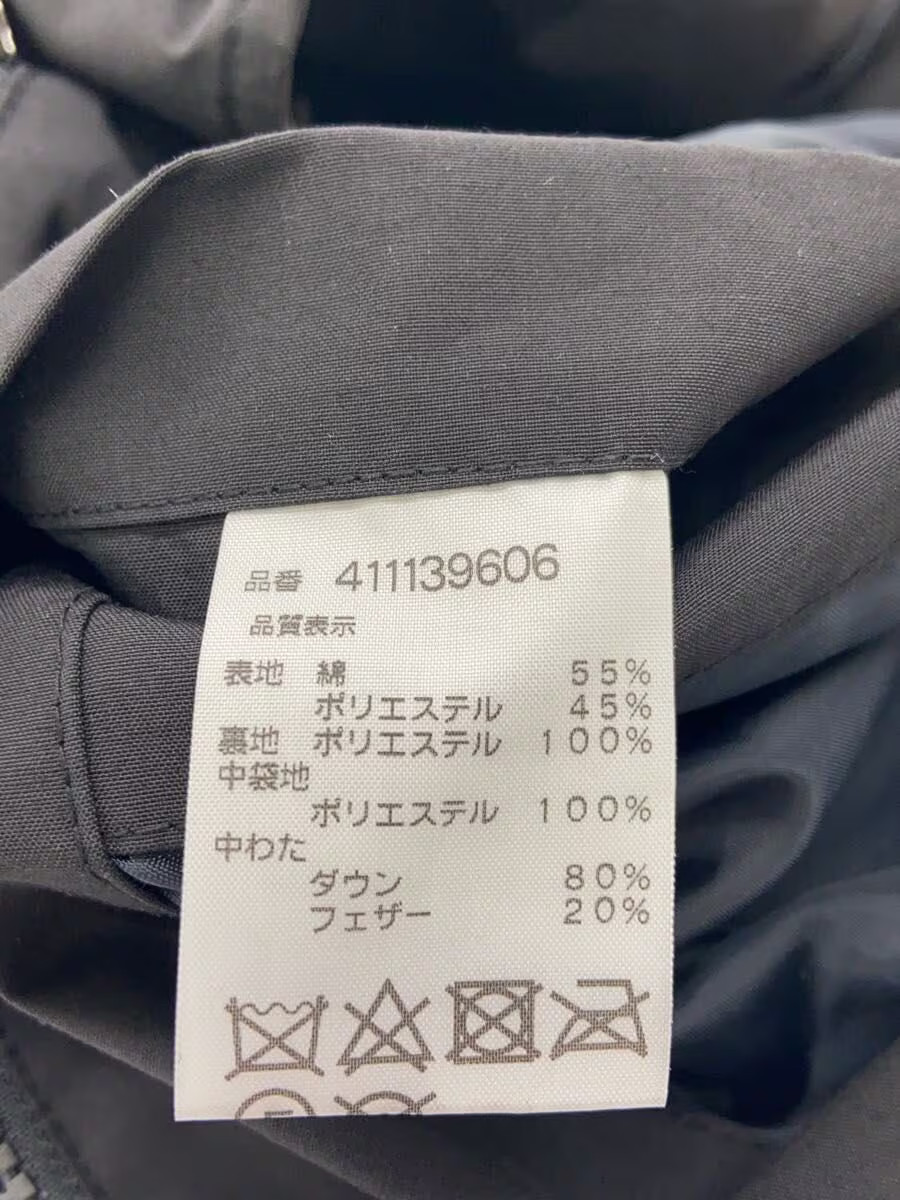 品番 411139606
品質表示
表地 綿 55%
ポリエステル 45%
裏地 ポリエステル 100%
中袋地
ポリエステル 100%
中わた
ダウン 80%
フェザー 20%